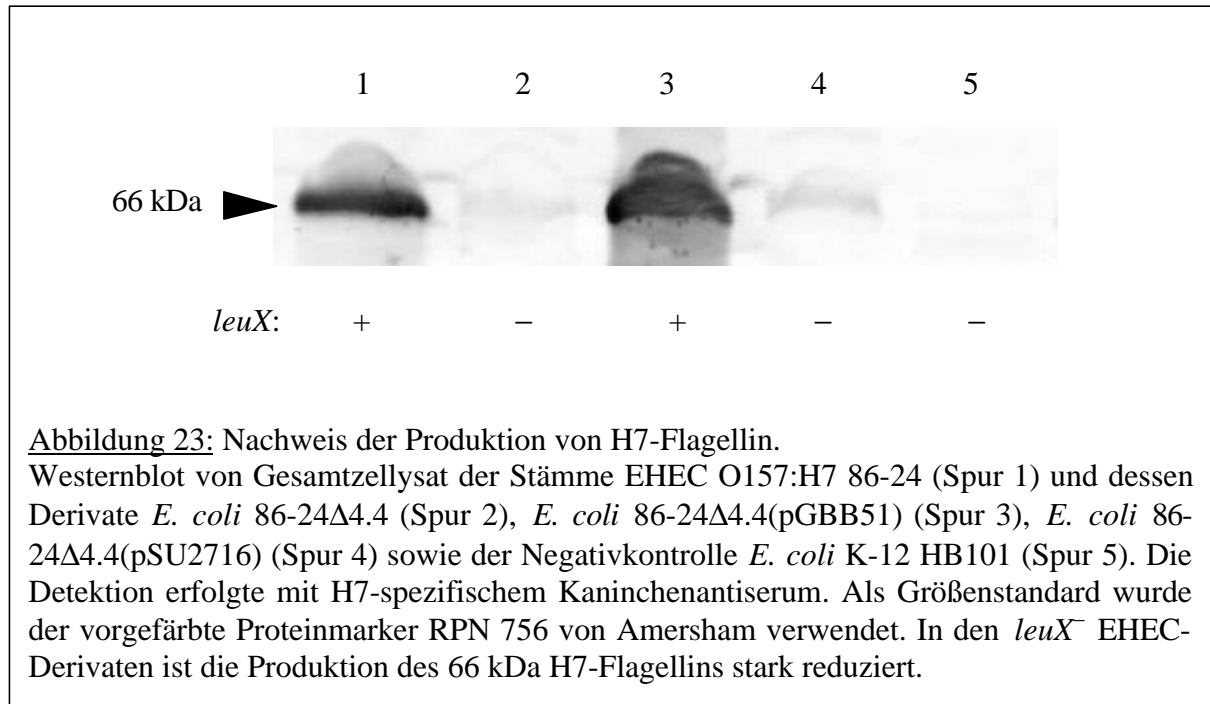 1 2 3 4 5
66 kDa
leuX: + − + − −
Abbildung 23: Nachweis der Produktion von H7-Flagellin.
Westernblot von Gesamtzellysat der Stämme EHEC O157:H7 86-24 (Spur 1) und dessen
Derivate E. coli 86-24Δ4.4 (Spur 2), E. coli 86-24Δ4.4(pGBB51) (Spur 3), E. coli 86-
24Δ4.4(pSU2716) (Spur 4) sowie der Negativkontrolle E. coli K-12 HB101 (Spur 5). Die
Detektion erfolgte mit H7-spezifischem Kaninchenantiserum. Als Größenstandard wurde
der vorgefärbte Proteinmarker RPN 756 von Amersham verwendet. In den leuX⁻ EHEC-
Derivaten ist die Produktion des 66 kDa H7-Flagellins stark reduziert.